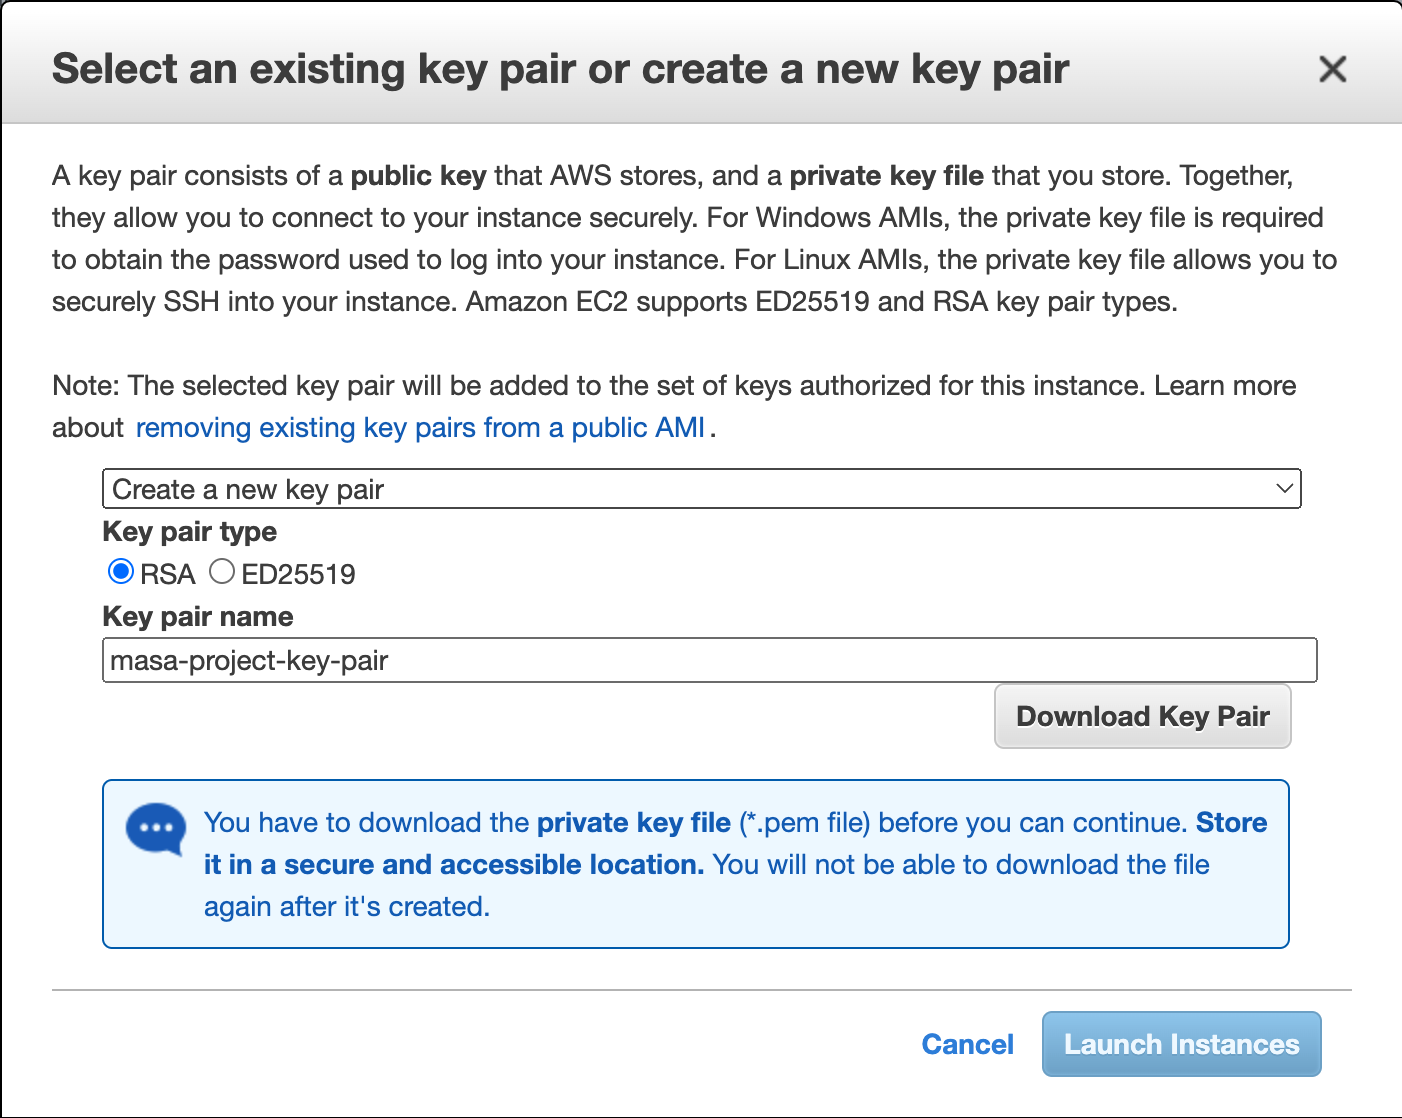 Select an existing key pair or create a new key pair
A key pair consists of a public key that AWS stores, and a private key file that you store. Together,
they allow you to connect to your instance securely. For Windows AMIs, the private key file is required
to obtain the password used to log into your instance. For Linux AMIs, the private key file allows you to
securely SSH into your instance. Amazon EC2 supports ED25519 and RSA key pair types.
Note: The selected key pair will be added to the set of keys authorized for this instance. Learn more
about removing existing key pairs from a public AMI .
Create a new key pair
Key pair type
RSA ED25519
Key pair name
masa-project-key-pair
Download Key Pair
You have to download the private key file (*.pem file) before you can continue. Store
it in a secure and accessible location. You will not be able to download the file
again after it's created.
Cancel Launch Instances